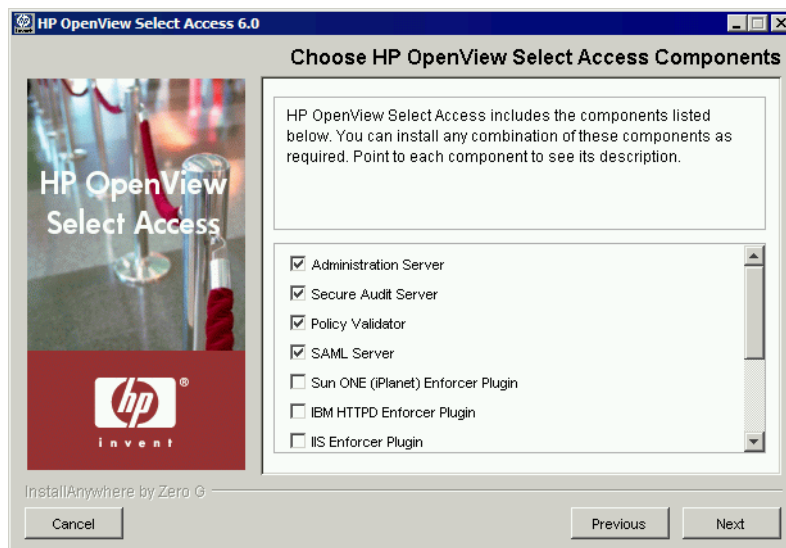 HP OpenView Select Access 6.0
Choose HP OpenView Select Access Components
HP OpenView
Select Access
hp
®
invent
HP OpenView Select Access includes the components listed
below. You can install any combination of these components as
required. Point to each component to see its description.
Administration Server
Secure Audit Server
Policy Validator
SAML Server
Sun ONE (iPlanet) Enforcer Plugin
IBM HTTPD Enforcer Plugin
IIS Enforcer Plugin
InstallAnywhere by Zero G
Cancel
Previous
Next